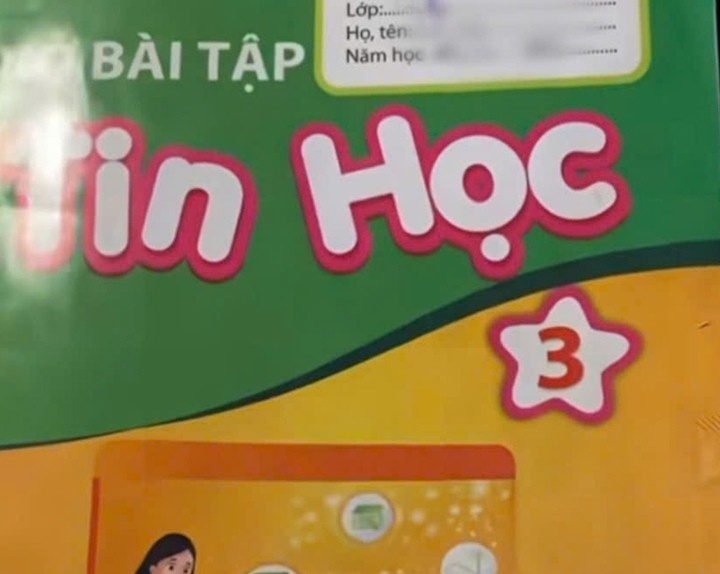 Lớp:
Họ, tên:
Năm học
BÀI TẬP
Tin Học
3